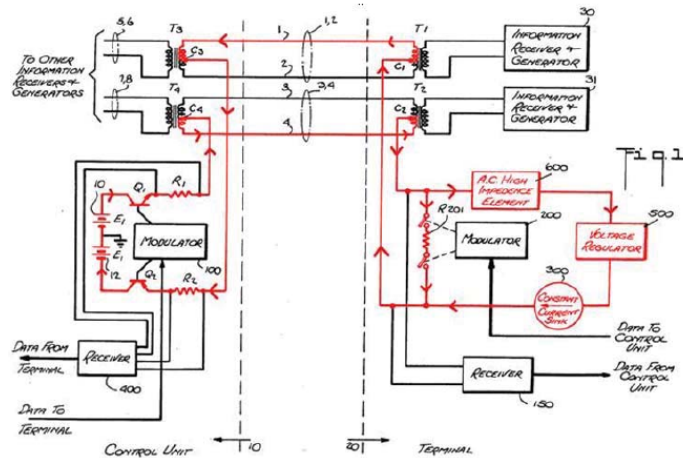 5,6
T3
1
1,2
T1
30
TO OTHER
INFORMATION
RECEIVERS &
GENERATORS
C3
2
C1
INFORMATION
RECEIVER &
GENERATOR
7,8
T4
3
3,4
T2
31
C4
4
C2
INFORMATION
RECEIVER &
GENERATOR
Fig 1
10
Q1
R1
A.C. HIGH
IMPEDENCE
ELEMENT
600
E1
R201
200
MODULATOR
VOLTAGE
REGULATOR
500
MODULATOR
100
E1
12
Q2
R2
300
CONSTANT
CURRENT
SINK
DATA FROM
TERMINAL
RECEIVER
400
DATA TO
CONTROL
UNIT
RECEIVER
150
DATA FROM
CONTROL
UNIT
DATA TO
TERMINAL
CONTROL UNIT
10
20
TERMINAL